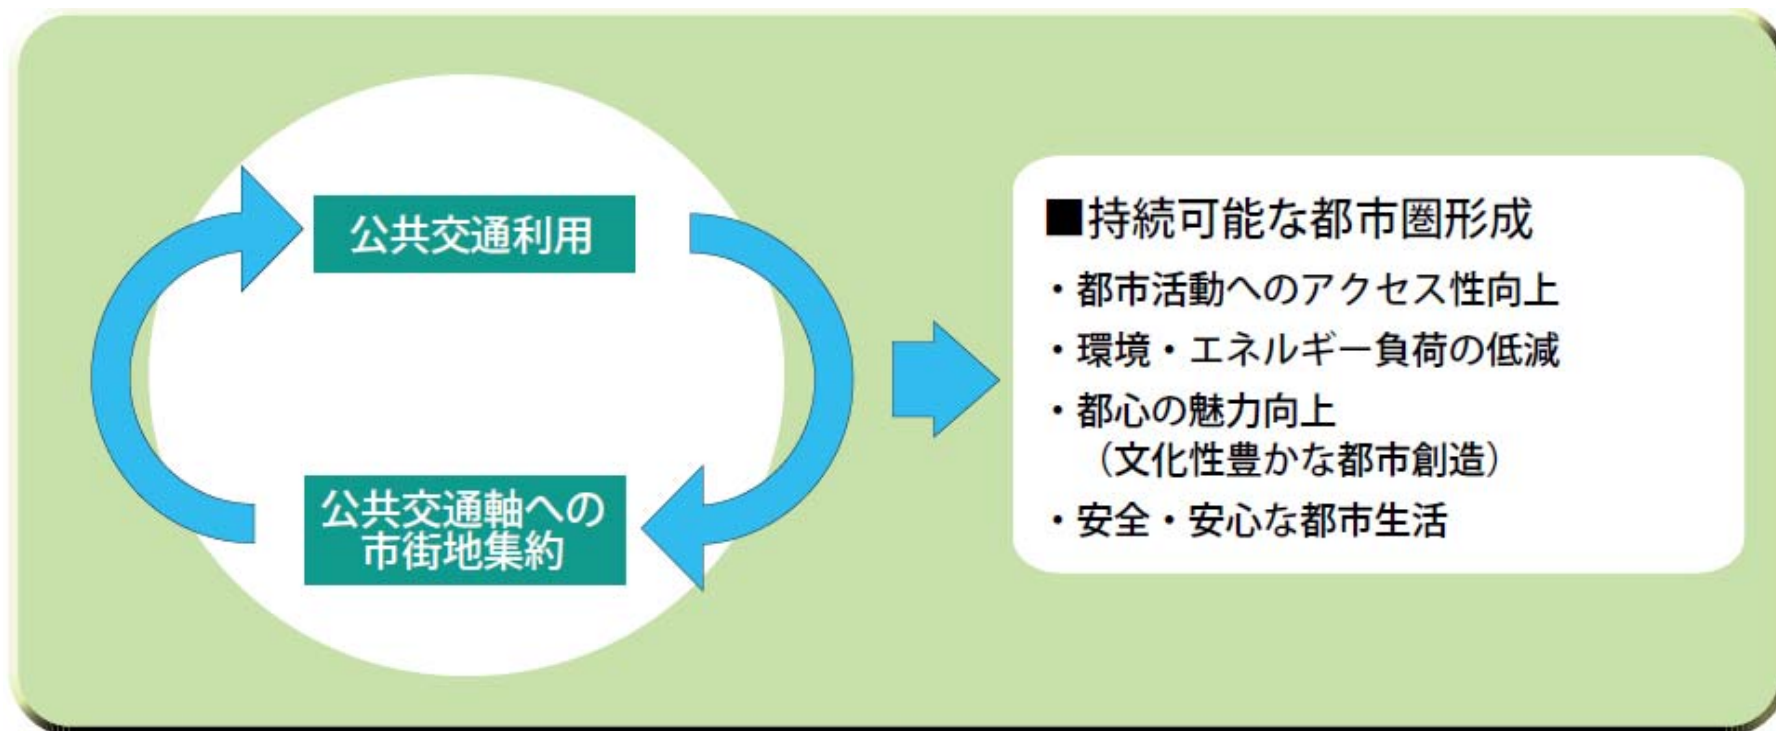 公共交通利用
公共交通軸への
市街地集約
■持続可能な都市圏形成
・都市活動へのアクセス性向上
・環境・エネルギー負荷の低減
・都心の魅力向上
（文化性豊かな都市創造）
・安全・安心な都市生活